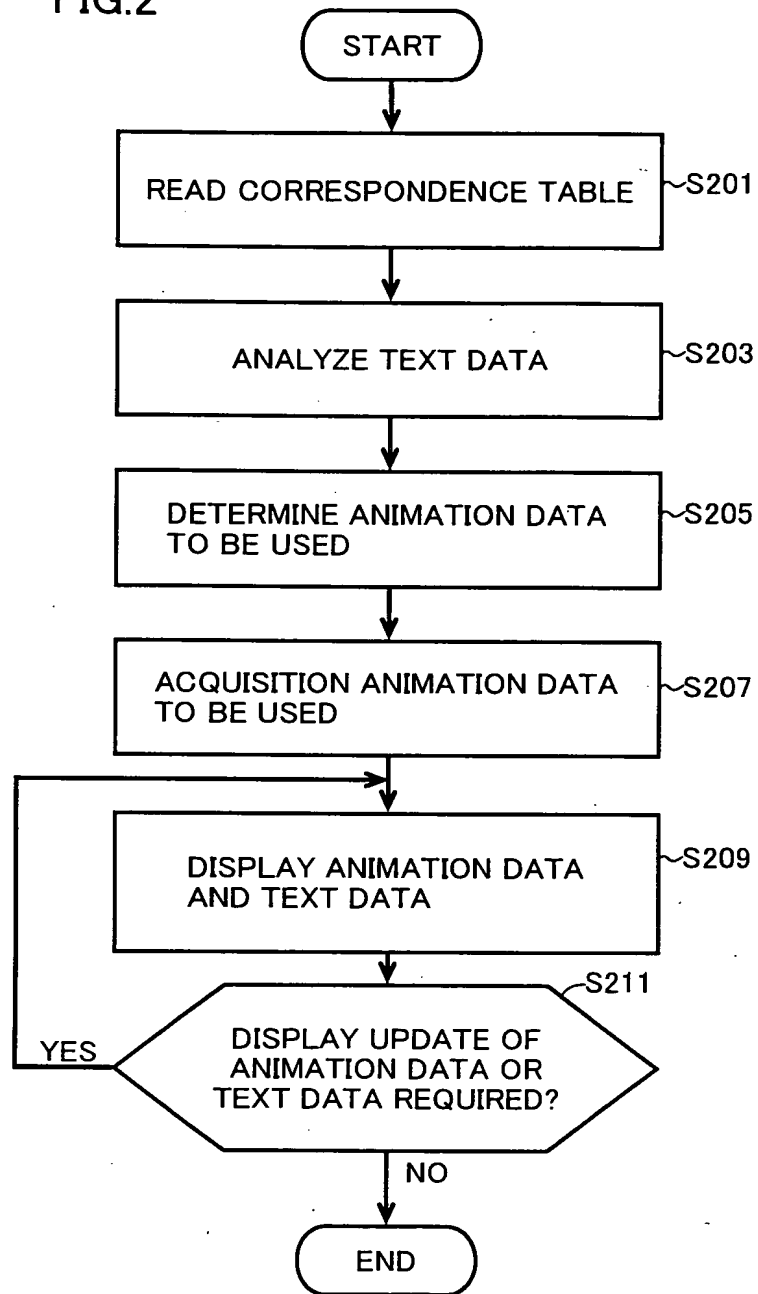 FIG.2
START
READ CORRESPONDENCE TABLE
S201
ANALYZE TEXT DATA
S203
DETERMINE ANIMATION DATA
TO BE USED
S205
ACQUISITION ANIMATION DATA
TO BE USED
S207
DISPLAY ANIMATION DATA
AND TEXT DATA
S209
S211
DISPLAY UPDATE OF
ANIMATION DATA OR
TEXT DATA REQUIRED?
YES
NO
END